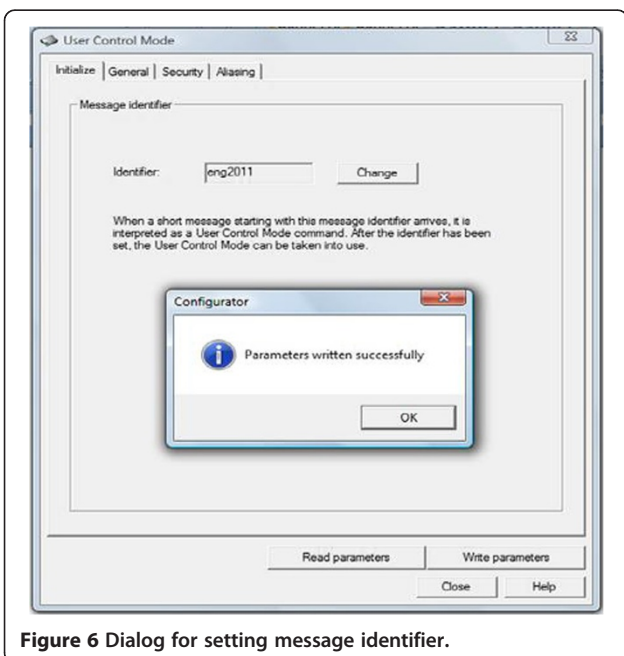 User Control Mode
Initialize General Security Aliasing
Message identifier
Identifier: eng2011 Change
When a short message starting with this message identifier arrives, it is
interpreted as a User Control Mode command. After the identifier has been
set, the User Control Mode can be taken into use.
Configurator
Parameters written successfully
OK
Read parameters Write parameters
Close Help
Figure 6 Dialog for setting message identifier.